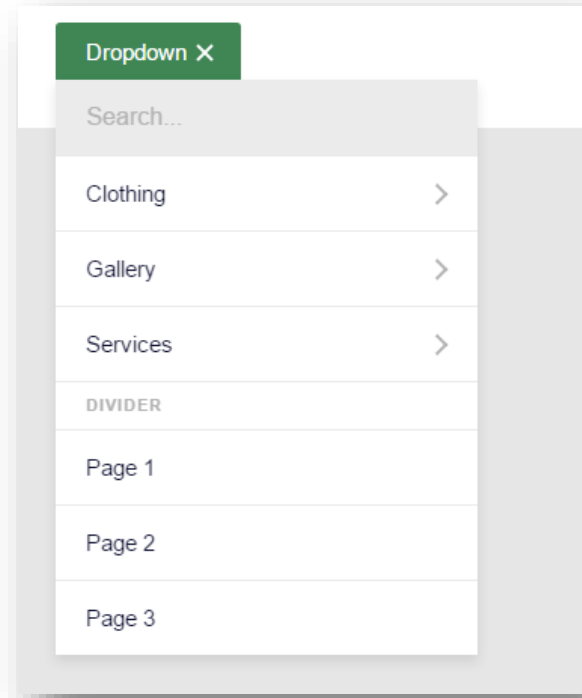 Dropdown
Search...
Clothing
Gallery
Services
DIVIDER
Page 1
Page 2
Page 3